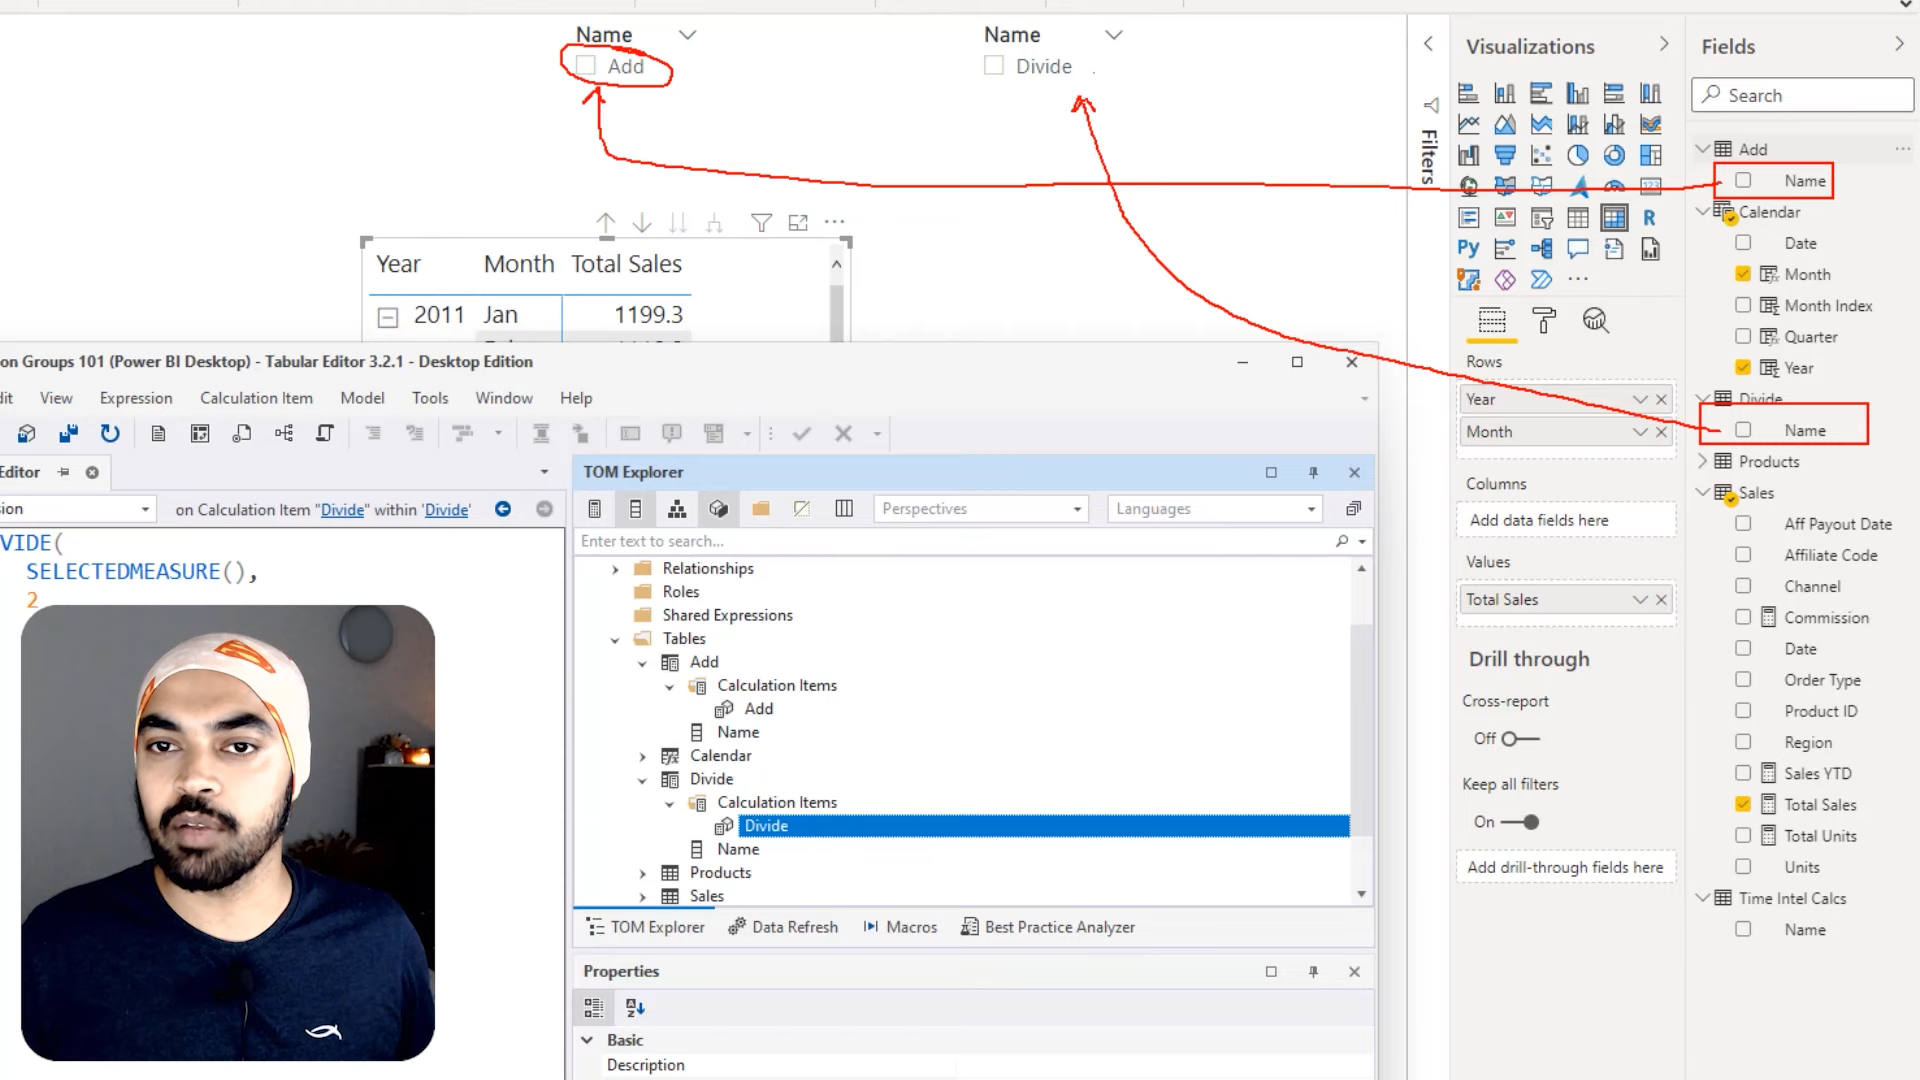 Name
Add
Name
Divide
Year Month Total Sales
2011 Jan 1199.3
Filters
Visualizations
Rows
Year
Month
Columns
Add data fields here
Values
Total Sales
Drill through
Cross-report
Off
Keep all filters
On
Add drill-through fields here
Fields
Search
Add
Name
Calendar
Date
Month
Month Index
Quarter
Year
Divide
Name
Products
Sales
Aff Payout Date
Affiliate Code
Channel
Commission
Date
Order Type
Product ID
Region
Sales YTD
Total Sales
Total Units
Units
Time Intel Calcs
Name
on Groups 101 (Power BI Desktop) - Tabular Editor 3.2.1 - Desktop Edition
dit View Expression Calculation Item Model Tools Window Help
Editor
sion on Calculation Item "Divide" within 'Divide'
VIDE(
SELECTEDMEASURE(),
2
TOM Explorer
Perspectives Languages
Enter text to search...
Relationships
Roles
Shared Expressions
Tables
Add
Calculation Items
Add
Name
Calendar
Divide
Calculation Items
Divide
Name
Products
Sales
TOM Explorer Data Refresh Macros Best Practice Analyzer
Properties
Basic
Description